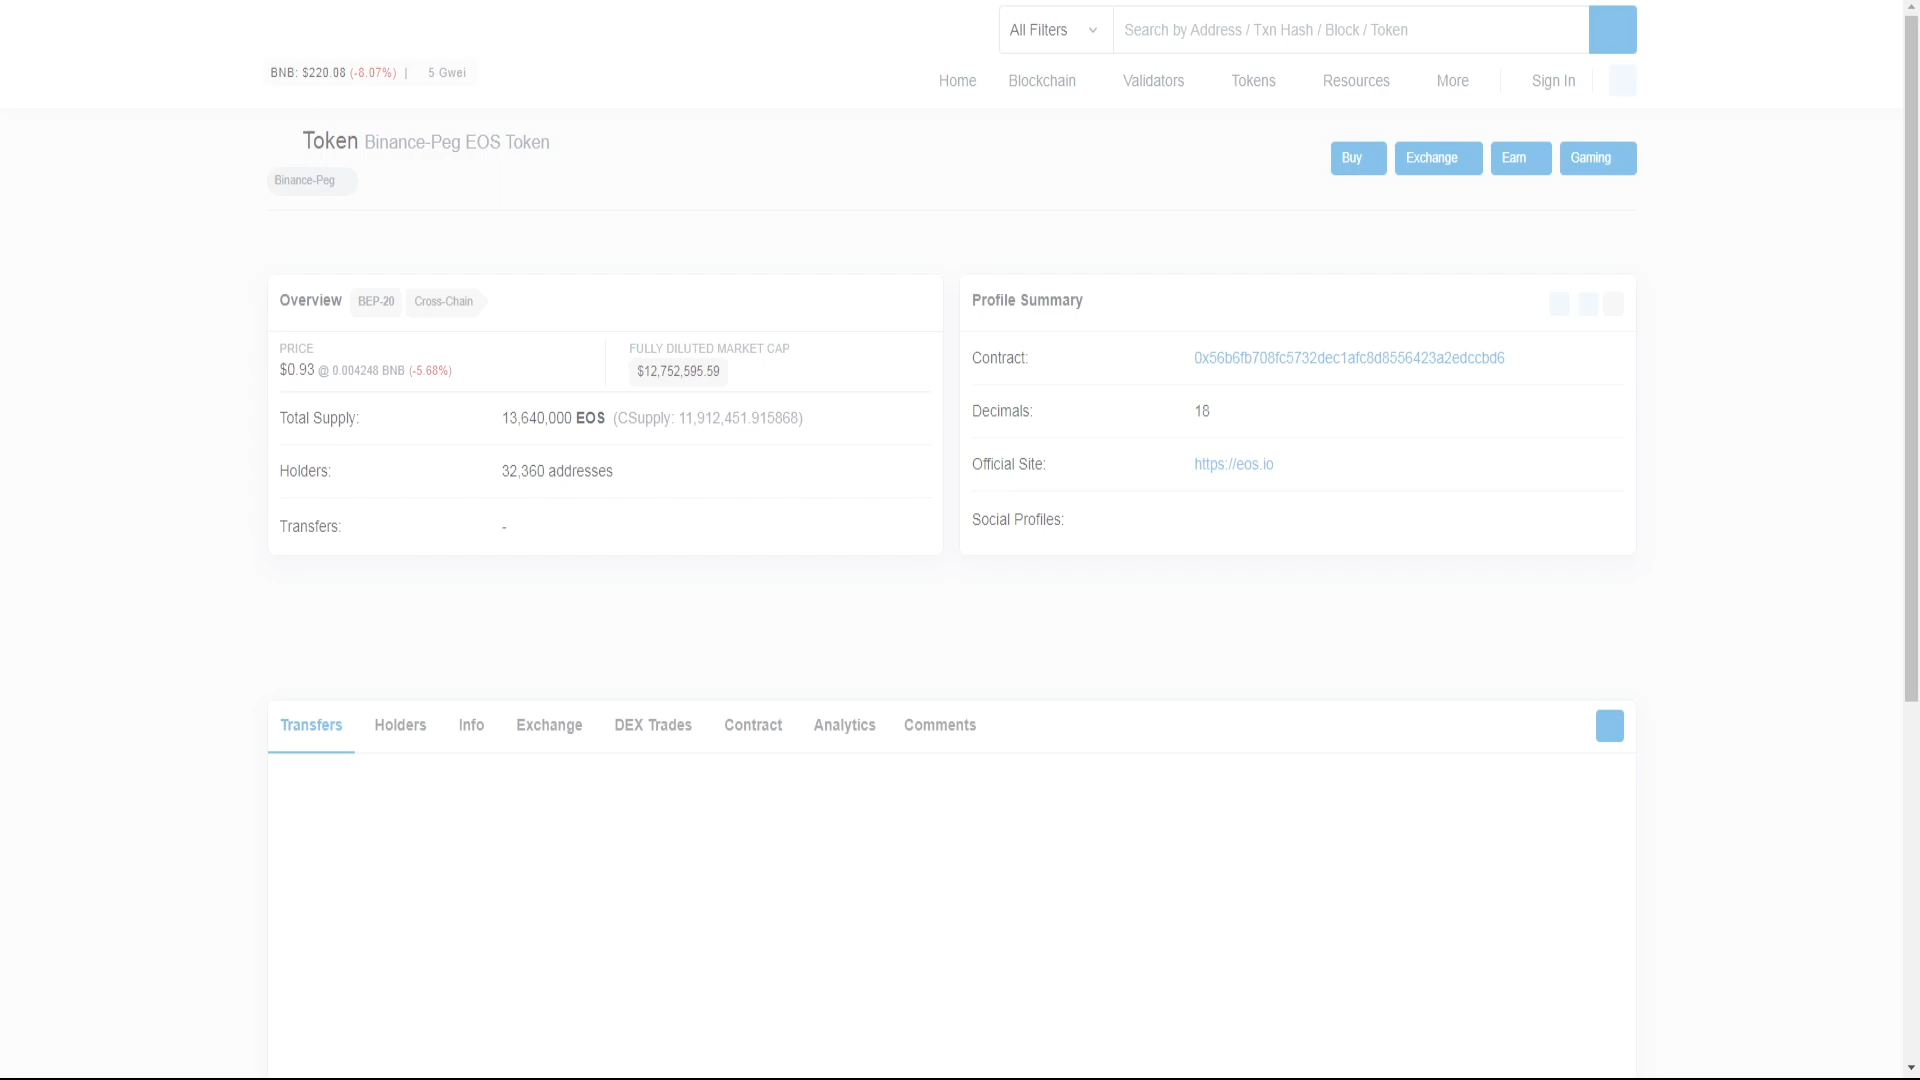 All Filters
Search by Address / Txn Hash / Block / Token
BNB: $220.08 (-8.07%) | 5 Gwei
Home Blockchain Validators Tokens Resources More Sign In
Token Binance-Peg EOS Token
Buy Exchange Earn Gaming
Binance-Peg
Overview BEP-20 Cross-Chain
PRICE
$0.93 @ 0.004248 BNB (-5.68%)
FULLY DILUTED MARKET CAP
$12,752,595.59
Total Supply: 13,640,000 EOS (CSupply: 11,912,451.915868)
Holders: 32,360 addresses
Transfers: -
Profile Summary
Contract: 0x56b6fb708fc5732dec1afc8d8556423a2edccbd6
Decimals: 18
Official Site: https://eos.io
Social Profiles:
Transfers Holders Info Exchange DEX Trades Contract Analytics Comments